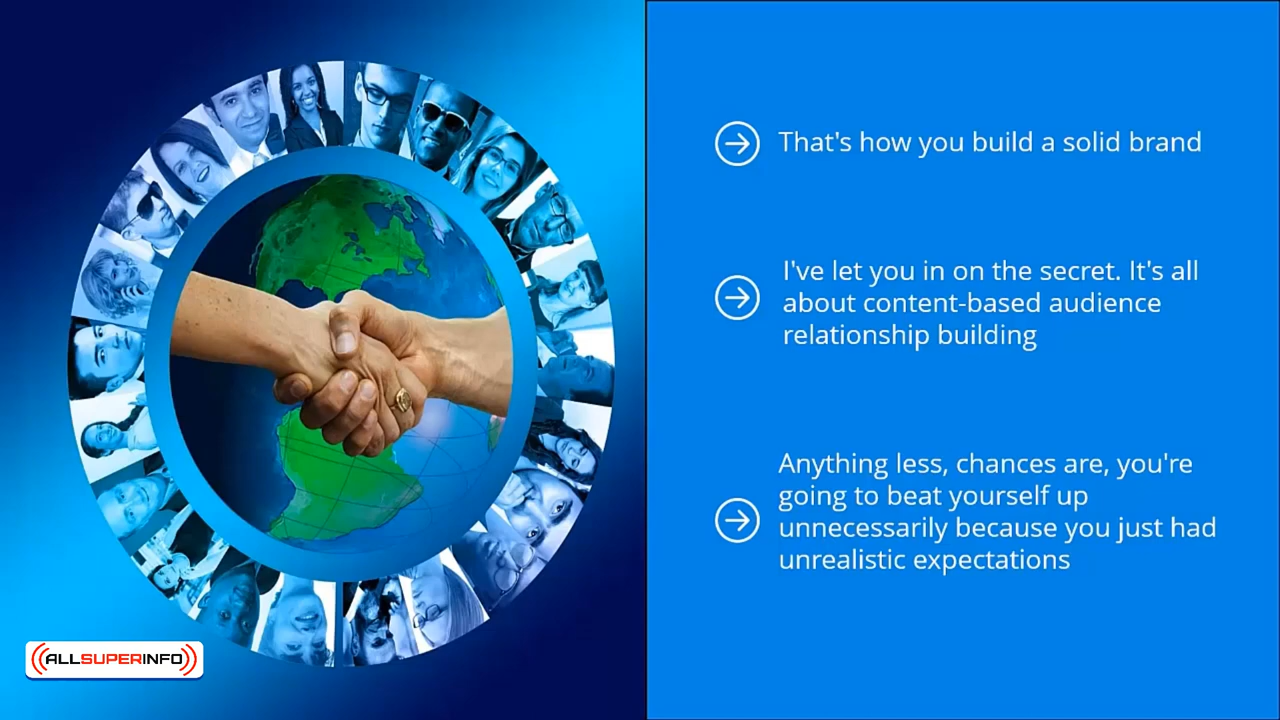 That's how you build a solid brand
I've let you in on the secret. It's all
about content-based audience
relationship building
Anything less, chances are, you're
going to beat yourself up
unnecessarily because you just had
unrealistic expectations
ALLSUPERINFO